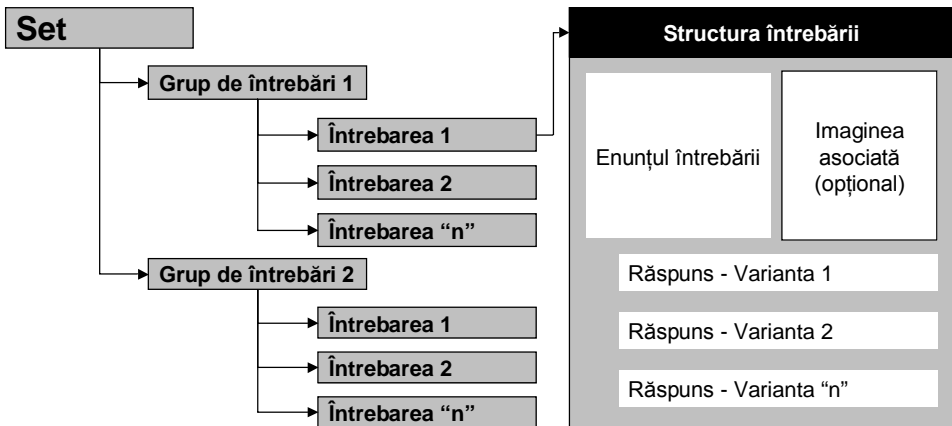 Set
Grup de întrebări 1
Întrebarea 1
Întrebarea 2
Întrebarea “n”
Grup de întrebări 2
Întrebarea 1
Întrebarea 2
Întrebarea “n”
Structura întrebării
Enunțul întrebării
Imaginea
asociată
(opțional)
Răspuns - Varianta 1
Răspuns - Varianta 2
Răspuns - Varianta “n”